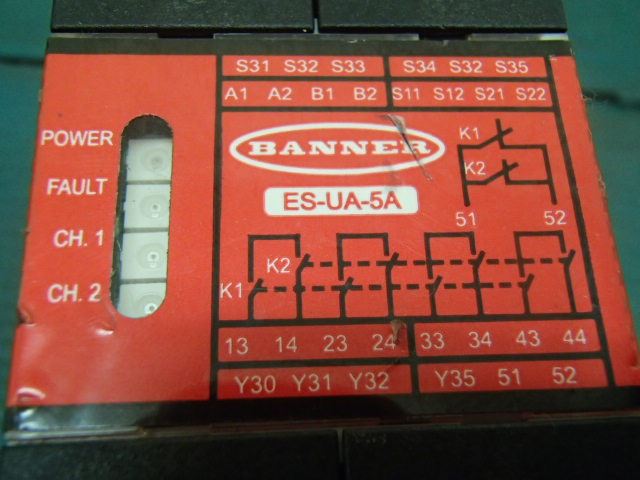 S31 S32 S33 S34 S32 S35
A1 A2 B1 B2 S11 S12 S21 S22
POWER
FAULT
CH. 1
CH. 2
BANNER
ES-UA-5A
K1
K2
51 52
K2
K1
13 14 23 24 33 34 43 44
Y30 Y31 Y32 Y35 51 52